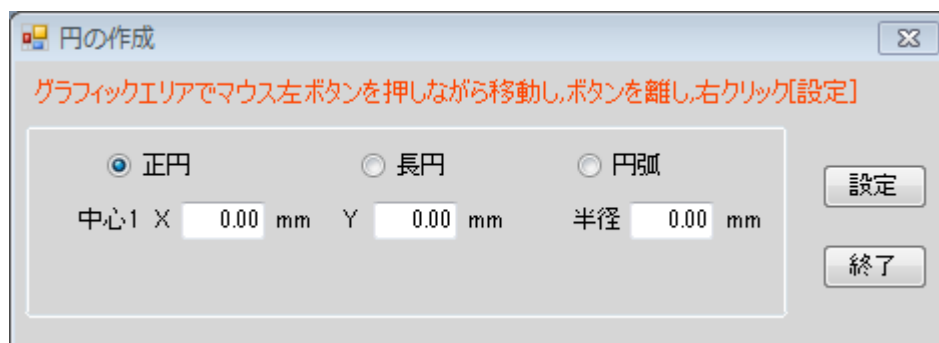 円の作成
グラフィックエリアでマウス左ボタンを押しながら移動し,ボタンを離し,右クリック[設定]
正円 長円 円弧
設定
中心1 X 0.00 mm Y 0.00 mm 半径 0.00 mm
終了